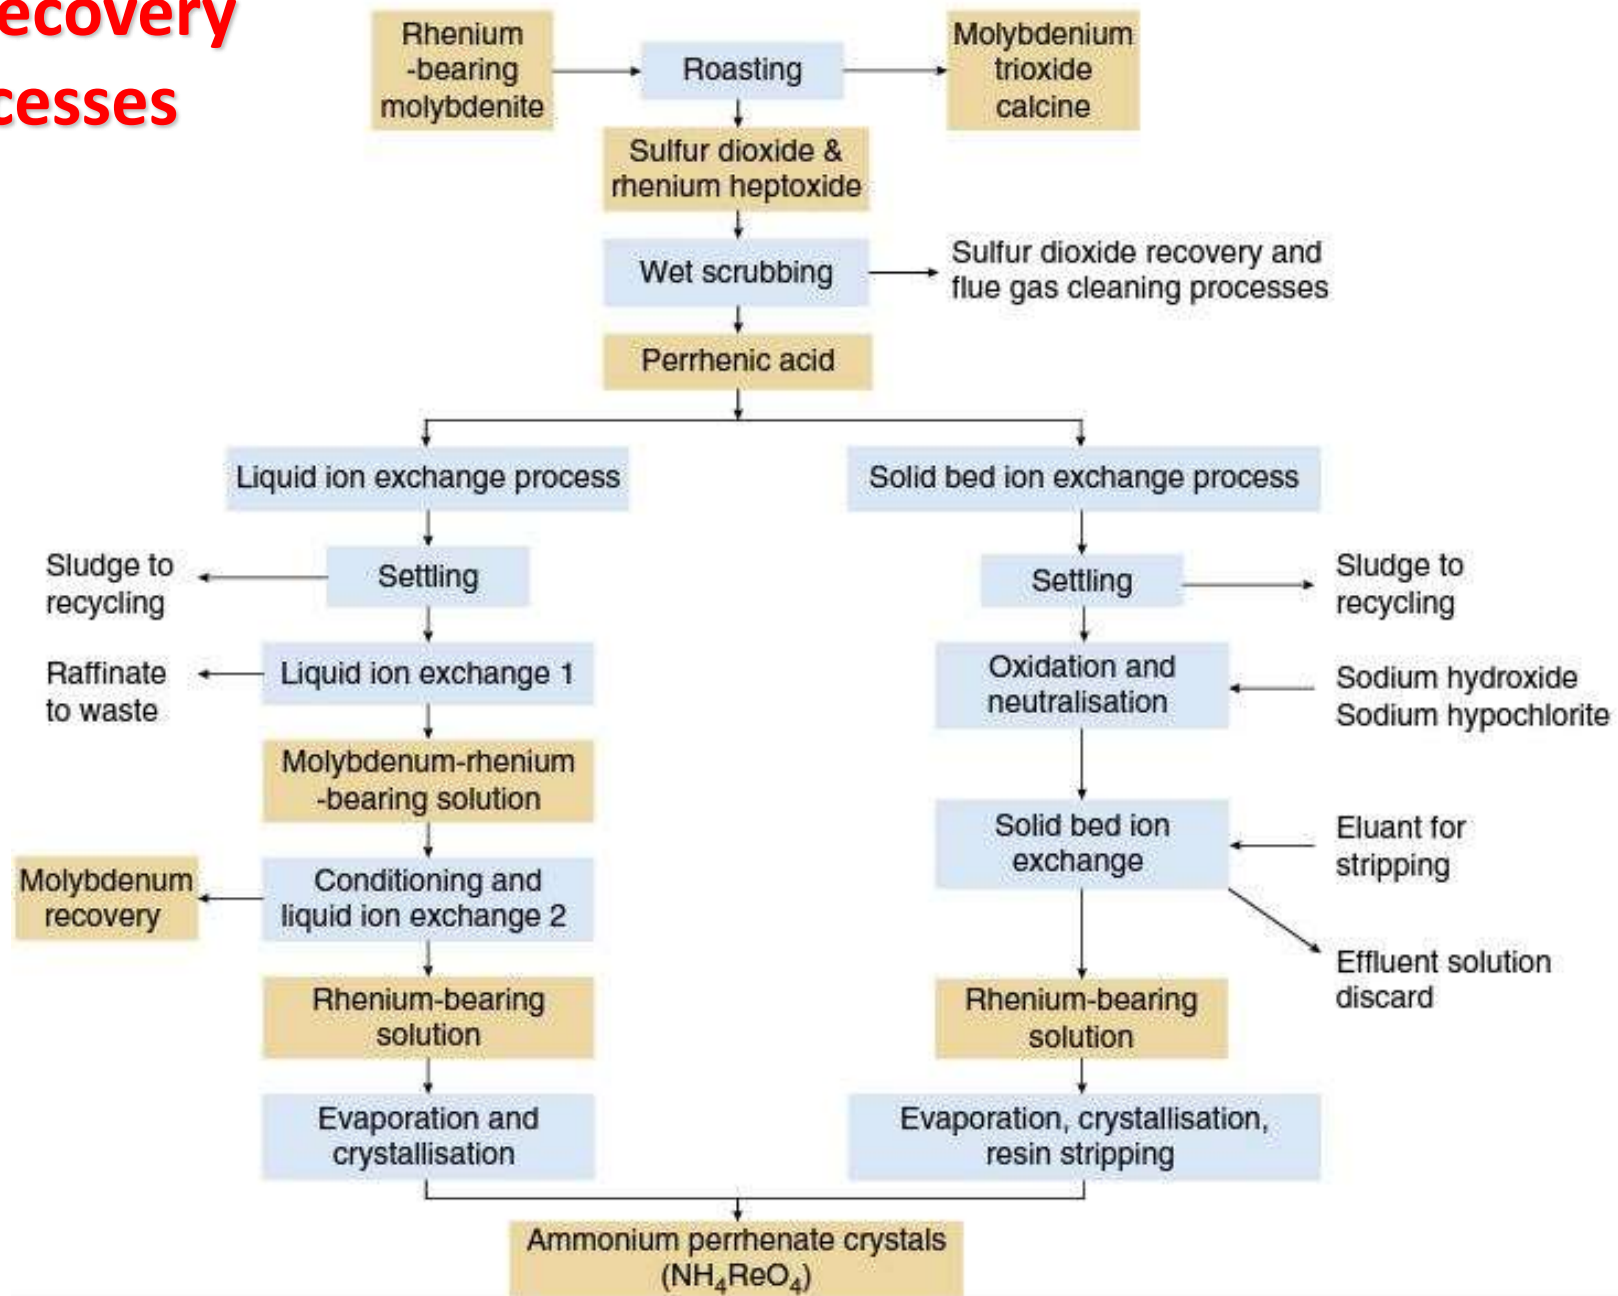 ecovery
cesses
Rhenium
-bearing
molybdenite
Roasting
Molybdenium
trioxide
calcine
Sulfur dioxide &
rhenium heptoxide
Wet scrubbing
Sulfur dioxide recovery and
flue gas cleaning processes
Perrhenic acid
Liquid ion exchange process
Solid bed ion exchange process
Sludge to
recycling
Settling
Settling
Sludge to
recycling
Raffinate
to waste
Liquid ion exchange 1
Oxidation and
neutralisation
Sodium hydroxide
Sodium hypochlorite
Molybdenum-rhenium
-bearing solution
Solid bed ion
exchange
Eluant for
stripping
Molybdenum
recovery
Conditioning and
liquid ion exchange 2
Effluent solution
discard
Rhenium-bearing
solution
Rhenium-bearing
solution
Evaporation and
crystallisation
Evaporation, crystallisation,
resin stripping
Ammonium perrhenate crystals
(NH₄ReO₄)